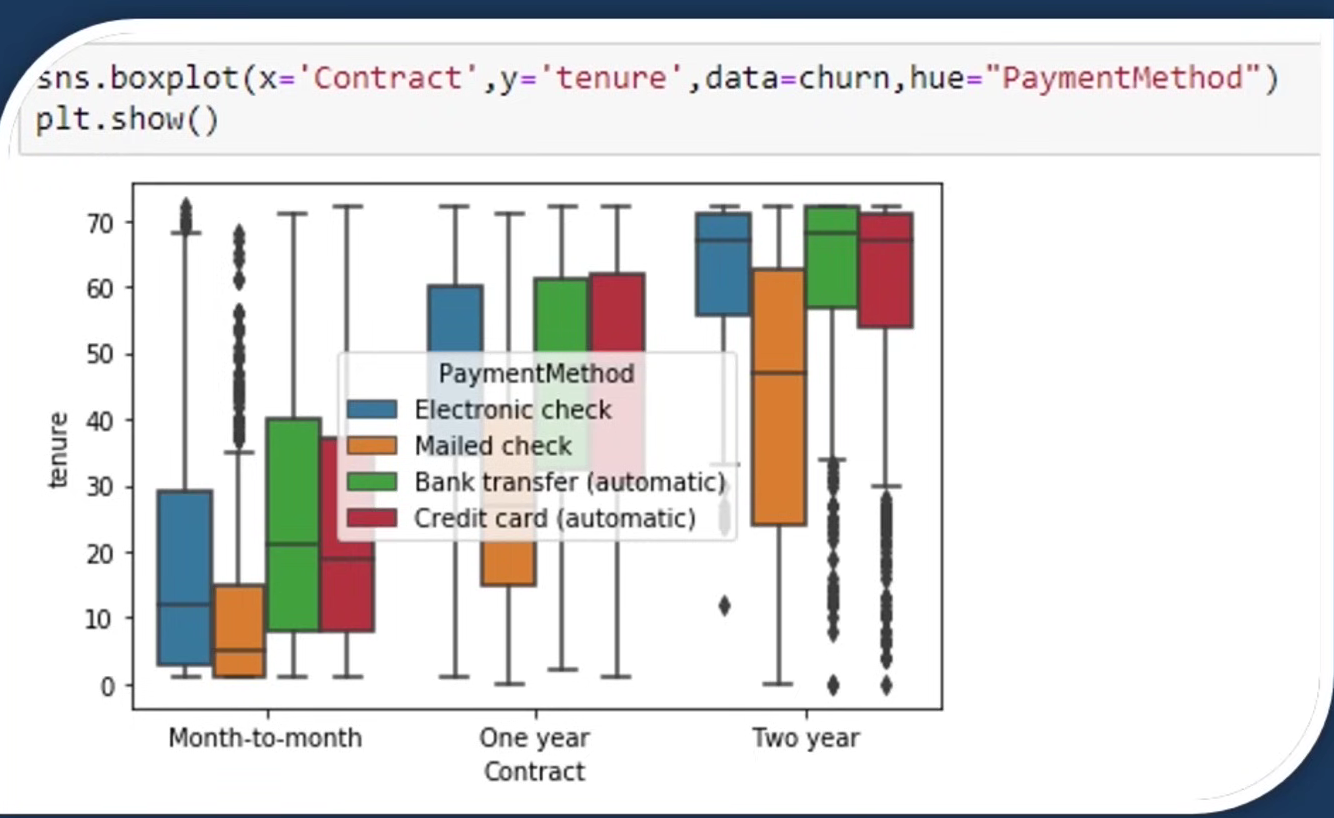 sns.boxplot(x='Contract',y='tenure',data=churn,hue="PaymentMethod")
plt.show()
70
60
50
40
30
20
10
0
tenure
PaymentMethod
Electronic check
Mailed check
Bank transfer (automatic)
Credit card (automatic)
Month-to-month One year Two year
Contract